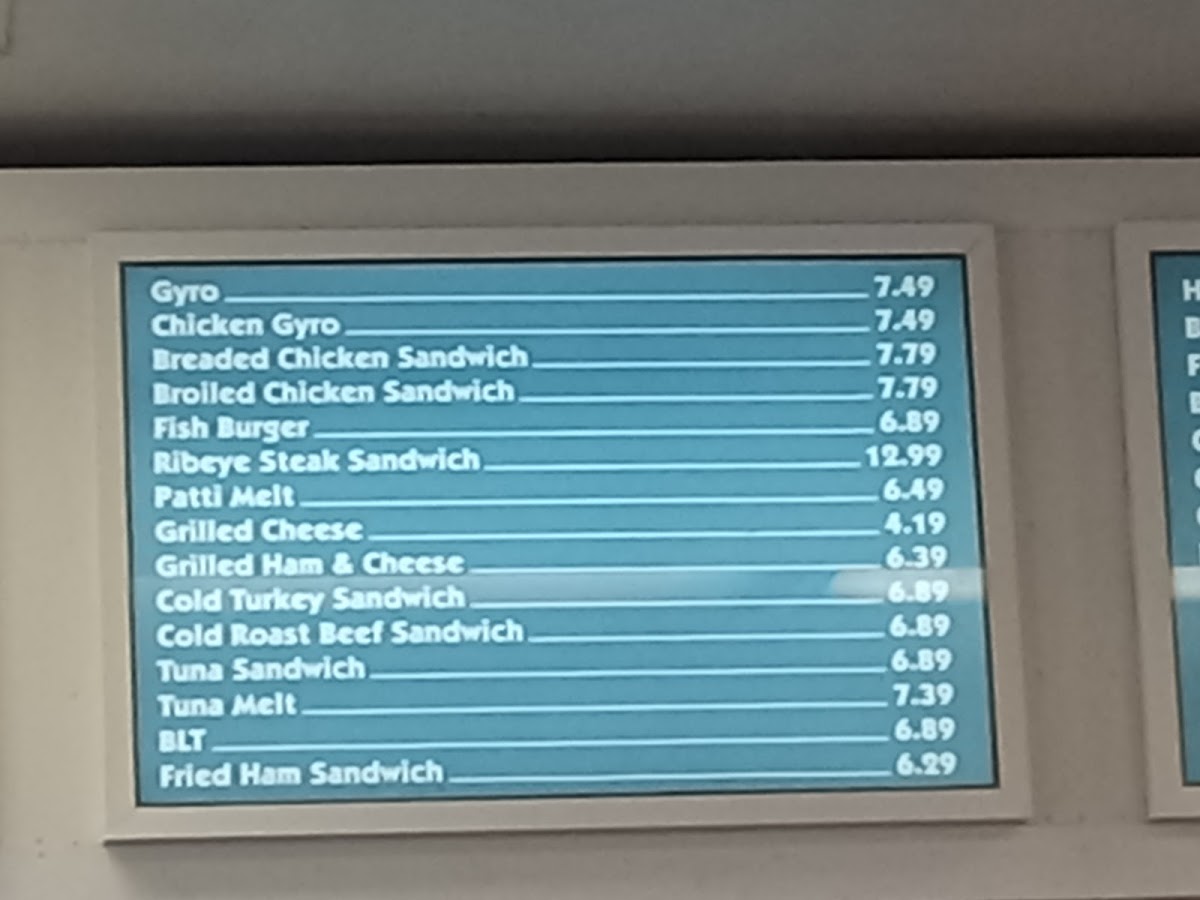 Gyro 7.49
Chicken Gyro 7.49
Breaded Chicken Sandwich 7.79
Broiled Chicken Sandwich 7.79
Fish Burger 6.89
Ribeye Steak Sandwich 12.99
Patti Melt 6.49
Grilled Cheese 4.19
Grilled Ham & Cheese 6.39
Cold Turkey Sandwich 6.89
Cold Roast Beef Sandwich 6.89
Tuna Sandwich 6.89
Tuna Melt 7.39
BLT 6.89
Fried Ham Sandwich 6.29